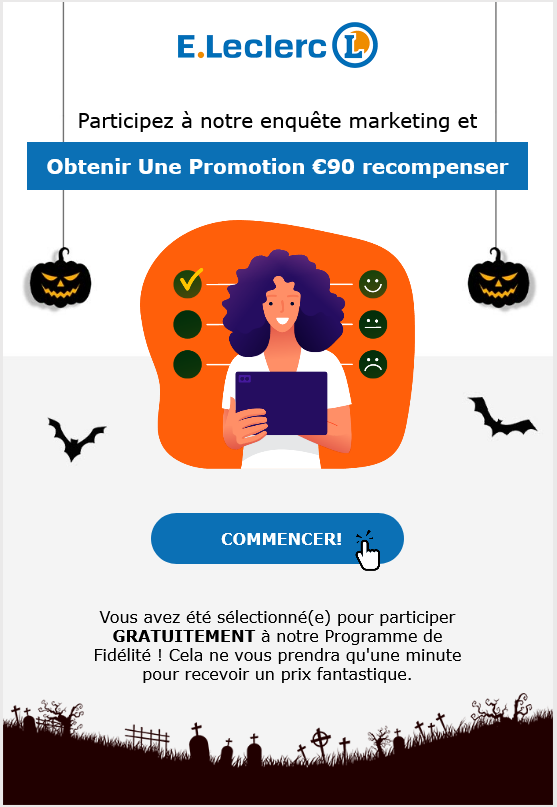 E.Leclerc L
Participez à notre enquête marketing et
Obtenir Une Promotion €90 recompenser
COMMENCER!
Vous avez été sélectionné(e) pour participer
GRATUITEMENT à notre Programme de
Fidélité ! Cela ne vous prendra qu'une minute
pour recevoir un prix fantastique.